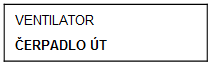 VENTILATOR
ČERPADLO ÚT